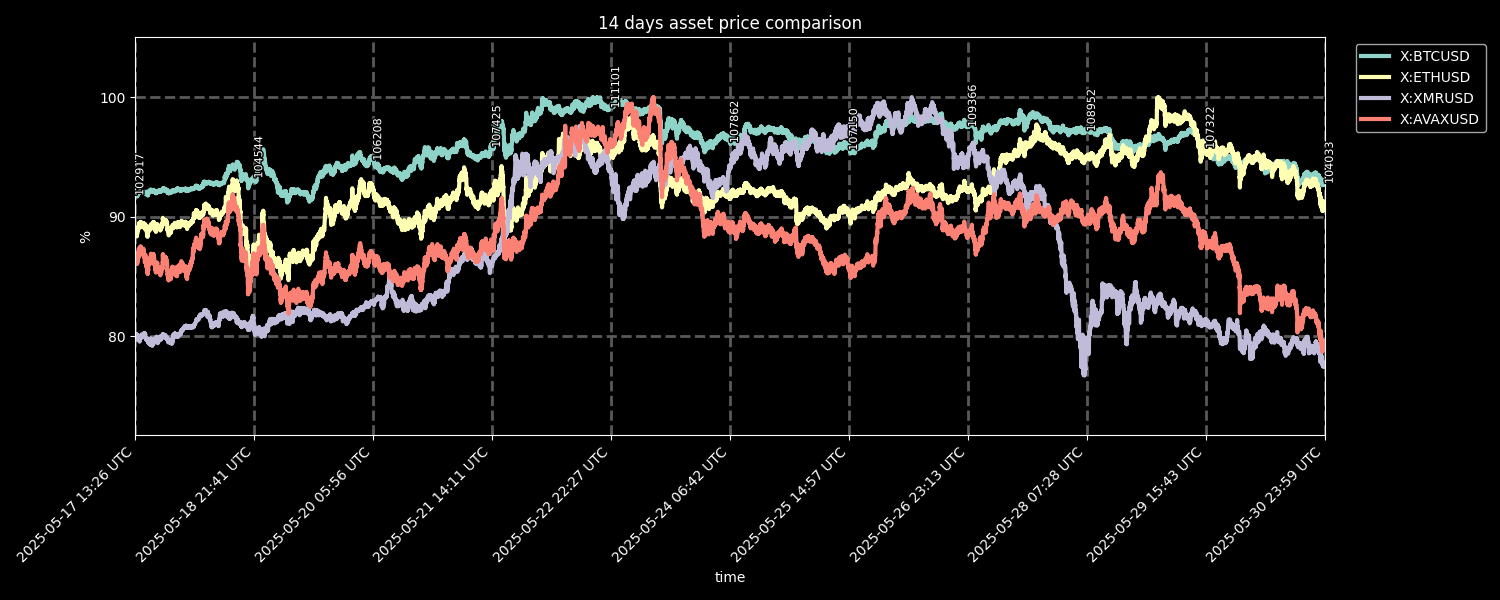 14 days asset price comparison
X:BTCUSD
X:ETHUSD
X:XMRUSD
X:AVAXUSD
100
90
80
%
102917
104544
106208
107425
111101
107862
107150
109366
108952
107322
104033
2025-05-17 13:26 UTC
2025-05-18 21:41 UTC
2025-05-20 05:56 UTC
2025-05-21 14:11 UTC
2025-05-22 22:27 UTC
2025-05-24 06:42 UTC
2025-05-25 14:57 UTC
2025-05-26 23:13 UTC
2025-05-28 07:28 UTC
2025-05-29 15:43 UTC
2025-05-30 23:59 UTC
time